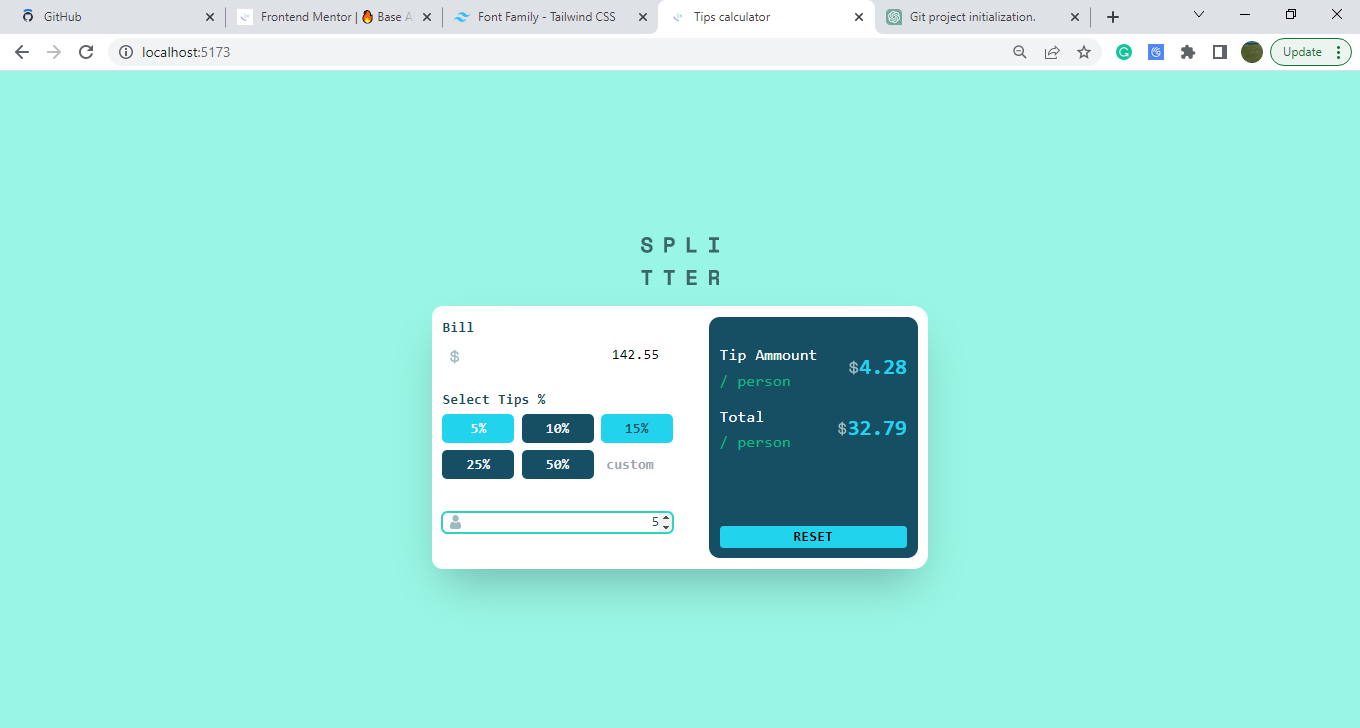 GitHub
Frontend Mentor | 🔥 Base A
Font Family - Tailwind CSS
Tips calculator
Git project initialization.
localhost:5173
Update
SPLI
TTER
Bill
$
142.55
Select Tips %
5%
10%
15%
25%
50%
custom
5
Tip Ammount
/ person
$4.28
Total
/ person
$32.79
RESET